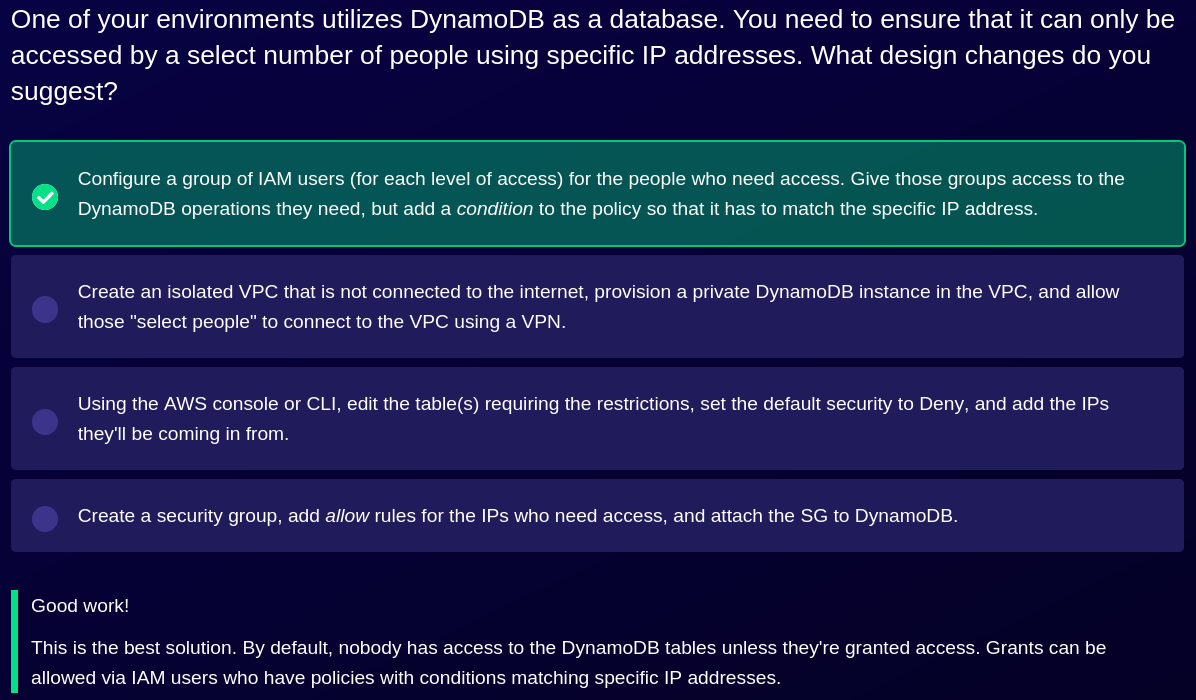 One of your environments utilizes DynamoDB as a database. You need to ensure that it can only be
accessed by a select number of people using specific IP addresses. What design changes do you
suggest?
Configure a group of IAM users (for each level of access) for the people who need access. Give those groups access to the
DynamoDB operations they need, but add a condition to the policy so that it has to match the specific IP address.
Create an isolated VPC that is not connected to the internet, provision a private DynamoDB instance in the VPC, and allow
those "select people" to connect to the VPC using a VPN.
Using the AWS console or CLI, edit the table(s) requiring the restrictions, set the default security to Deny, and add the IPs
they'll be coming in from.
Create a security group, add allow rules for the IPs who need access, and attach the SG to DynamoDB.
Good work!
This is the best solution. By default, nobody has access to the DynamoDB tables unless they're granted access. Grants can be
allowed via IAM users who have policies with conditions matching specific IP addresses.